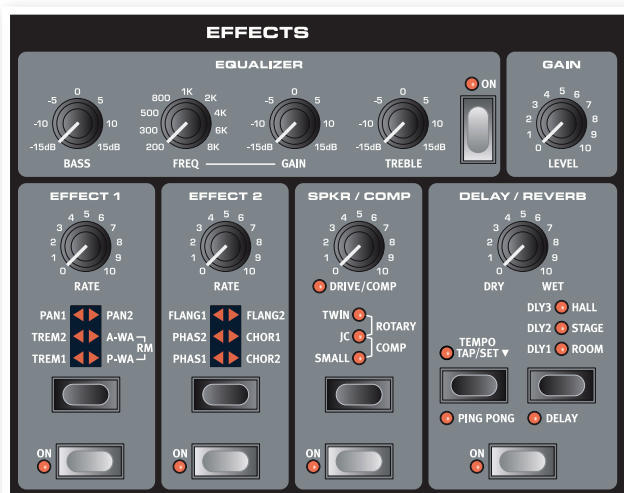 EFFECTS
EQUALIZER
-15dB -10 -5 0 5 10 15dB
BASS
200 300 500 800 1K 2K 4K 6K 8K
FREQ
-15dB -10 -5 0 5 10 15dB
GAIN
-15dB -10 -5 0 5 10 15dB
TREBLE
ON
GAIN
0 1 2 3 4 5 6 7 8 9 10
LEVEL
EFFECT 1
0 1 2 3 4 5 6 7 8 9 10
RATE
PAN1 PAN2
TREM2 A-WA
RM
TREM1 P-WA
ON
EFFECT 2
0 1 2 3 4 5 6 7 8 9 10
RATE
FLANG1 FLANG2
PHAS2 CHOR1
PHAS1 CHOR2
ON
SPKR / COMP
0 1 2 3 4 5 6 7 8 9 10
DRIVE/COMP
TWIN
ROTARY
JC
COMP
SMALL
ON
DELAY / REVERB
0 1 2 3 4 5 6 7 8 9 10
DRY WET
DLY3 HALL
DLY2 STAGE
DLY1 ROOM
TEMPO
TAP/SET ▼
PING PONG
DELAY
ON